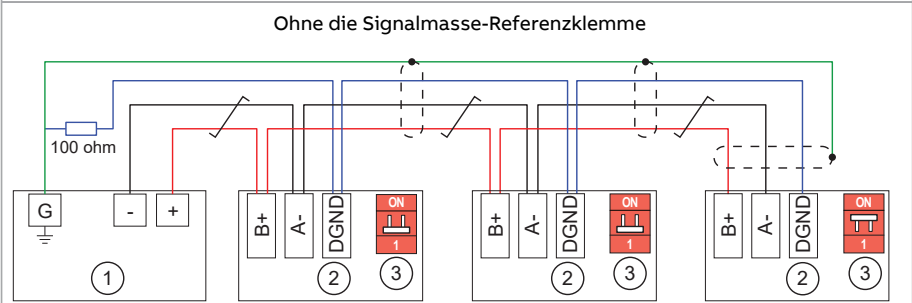 Ohne die Signalmasse-Referenzklemme
100 ohm
G
-
+
B+
A-
DGND
ON
1
B+
A-
DGND
ON
1
B+
A-
DGND
ON
1
1
2
3
2
3
2
3